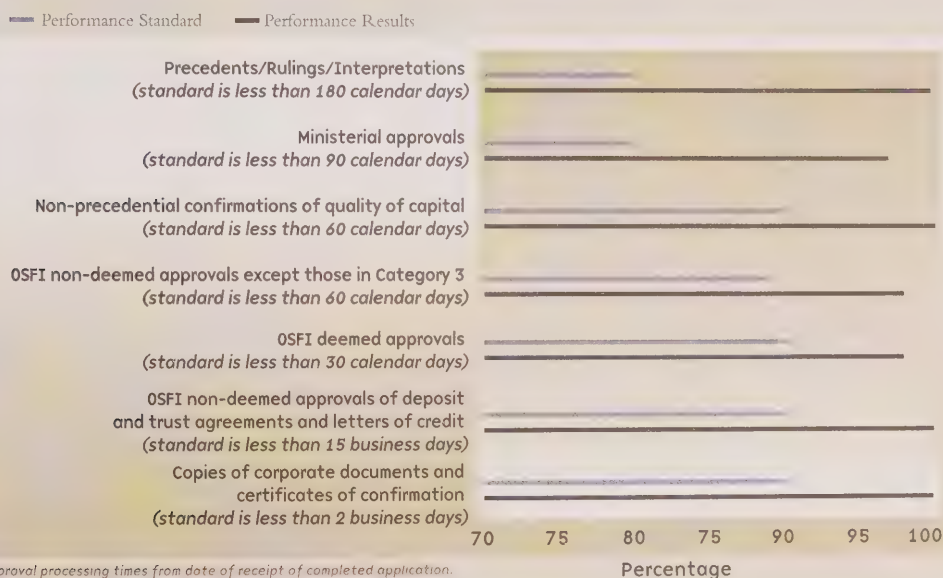 Performance Standard Performance Results
Precedents/Rulings/Interpretations
(standard is less than 180 calendar days)
Ministerial approvals
(standard is less than 90 calendar days)
Non-precedential confirmations of quality of capital
(standard is less than 60 calendar days)
OSFI non-deemed approvals except those in Category 3
(standard is less than 60 calendar days)
OSFI deemed approvals
(standard is less than 30 calendar days)
OSFI non-deemed approvals of deposit
and trust agreements and letters of credit
(standard is less than 15 business days)
Copies of corporate documents and
certificates of confirmation
(standard is less than 2 business days)
70 75 80 75 90 95 100
Percentage
processing times from date of receipt of completed application.